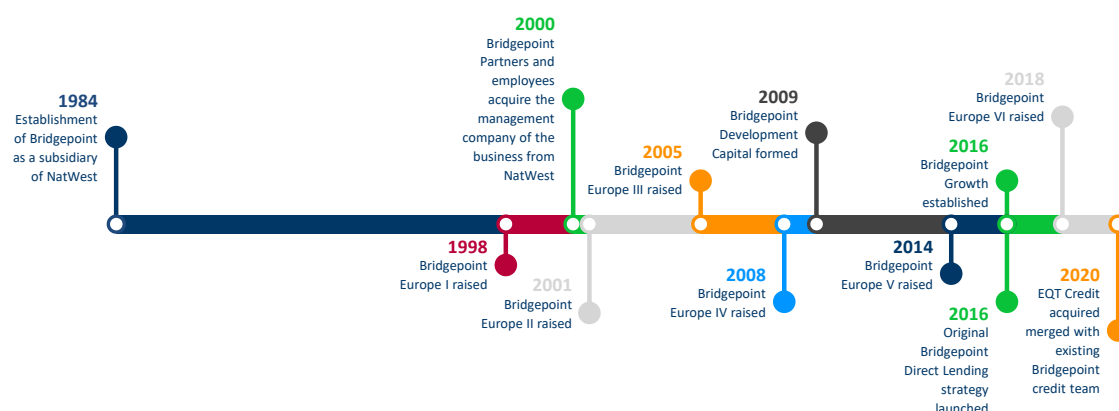 1984
Establishment
of Bridgepoint
as a subsidiary
of NatWest
1998
Bridgepoint
Europe I raised
2000
Bridgepoint
Partners and
employees
acquire the
management
company of the
business from
NatWest
2001
Bridgepoint
Europe II raised
2005
Bridgepoint
Europe III raised
2008
Bridgepoint
Europe IV raised
2009
Bridgepoint
Development
Capital formed
2014
Bridgepoint
Europe V raised
2016
Bridgepoint
Growth
established
2016
Original
Bridgepoint
Direct Lending
strategy
launched
2018
Bridgepoint
Europe VI raised
2020
EQT Credit
acquired
merged with
existing
Bridgepoint
credit team